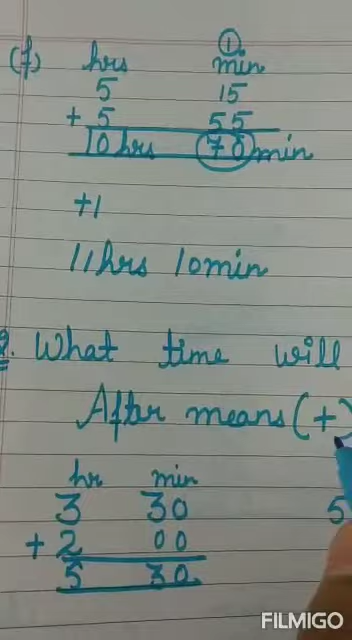 (f) hrs min ①
5 15
+ 5 55
10 hrs 70 min
+1
11 hrs 10 min
Q. What time will
After means (+)
hr min
3 30 5
+ 2 00
5 30
FILMIGO